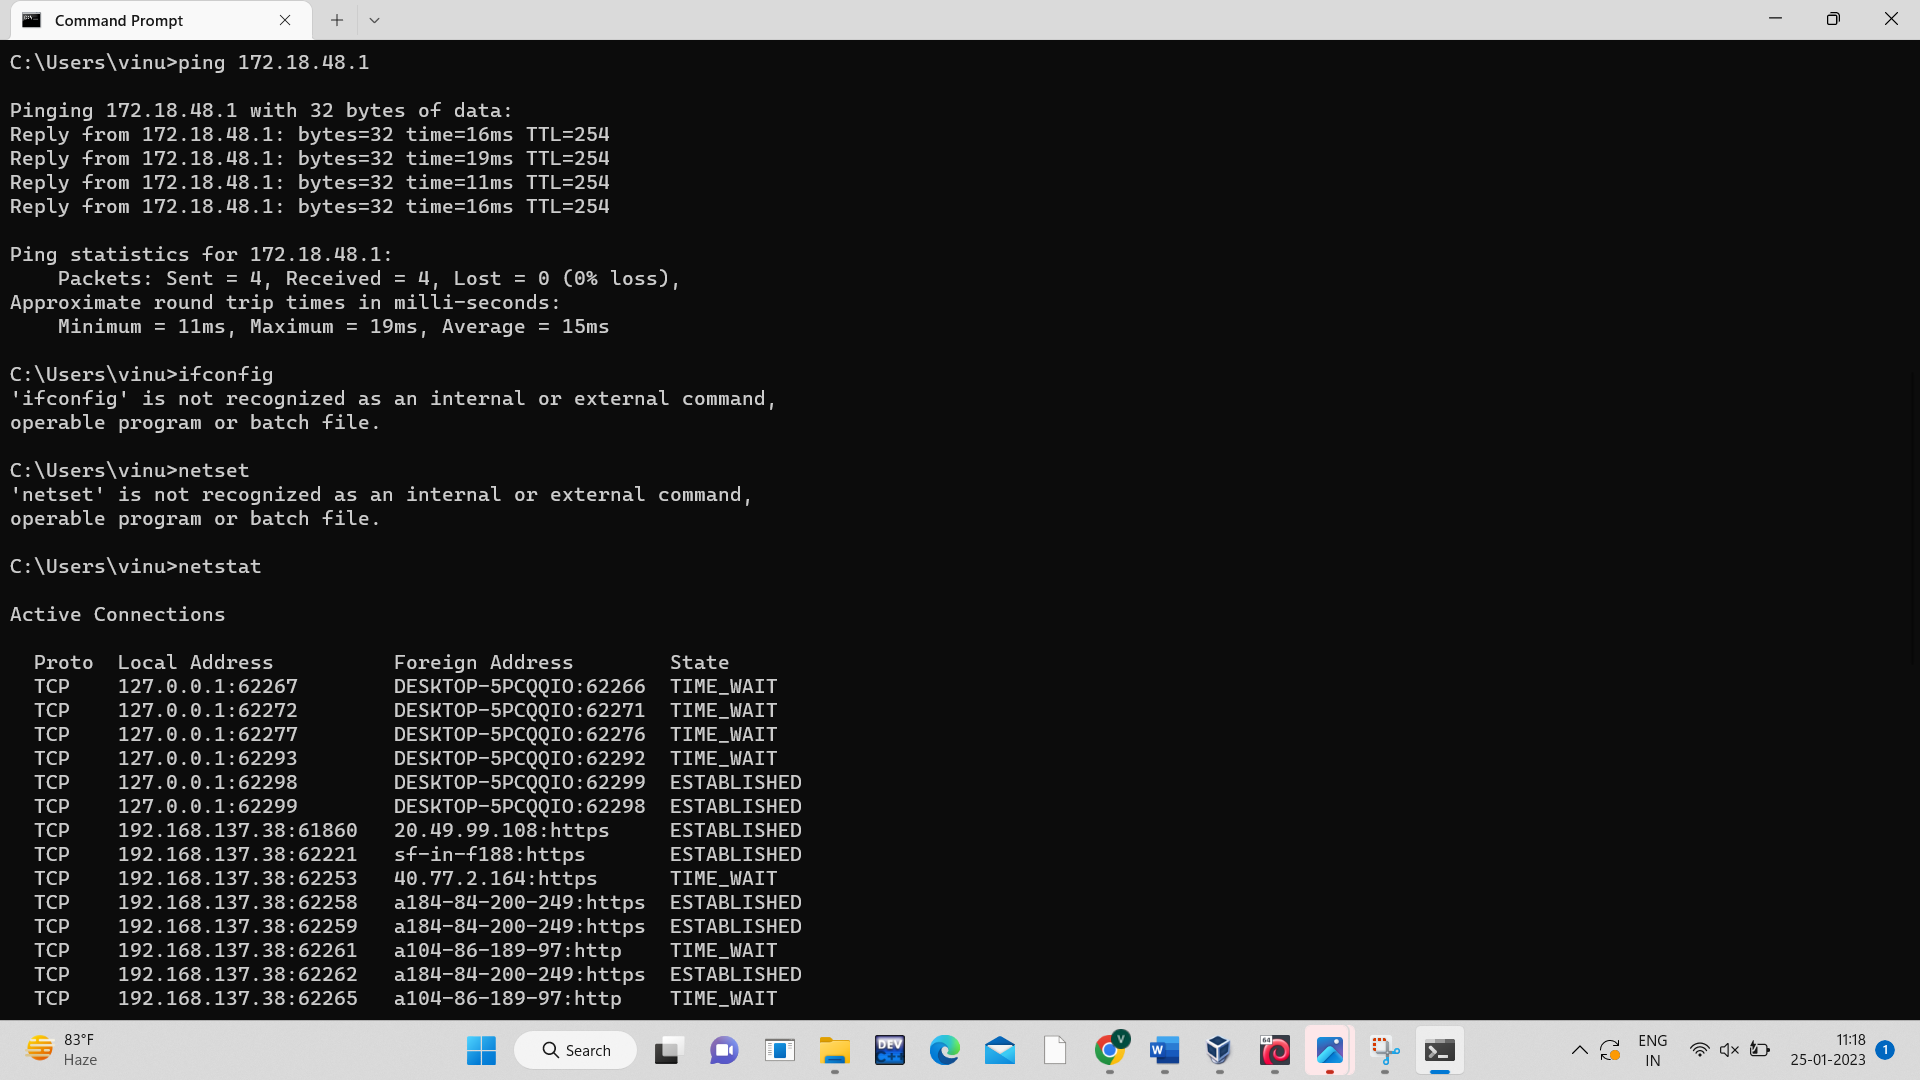 Command Prompt
C:\Users\vinu>ping 172.18.48.1
Pinging 172.18.48.1 with 32 bytes of data:
Reply from 172.18.48.1: bytes=32 time=16ms TTL=254
Reply from 172.18.48.1: bytes=32 time=19ms TTL=254
Reply from 172.18.48.1: bytes=32 time=11ms TTL=254
Reply from 172.18.48.1: bytes=32 time=16ms TTL=254
Ping statistics for 172.18.48.1:
    Packets: Sent = 4, Received = 4, Lost = 0 (0% loss),
Approximate round trip times in milli-seconds:
    Minimum = 11ms, Maximum = 19ms, Average = 15ms
C:\Users\vinu>ifconfig
'ifconfig' is not recognized as an internal or external command,
operable program or batch file.
C:\Users\vinu>netset
'netset' is not recognized as an internal or external command,
operable program or batch file.
C:\Users\vinu>netstat
Active Connections
  Proto  Local Address          Foreign Address        State
  TCP    127.0.0.1:62267        DESKTOP-5PCQQIO:62266  TIME_WAIT
  TCP    127.0.0.1:62272        DESKTOP-5PCQQIO:62271  TIME_WAIT
  TCP    127.0.0.1:62277        DESKTOP-5PCQQIO:62276  TIME_WAIT
  TCP    127.0.0.1:62293        DESKTOP-5PCQQIO:62292  TIME_WAIT
  TCP    127.0.0.1:62298        DESKTOP-5PCQQIO:62299  ESTABLISHED
  TCP    127.0.0.1:62299        DESKTOP-5PCQQIO:62298  ESTABLISHED
  TCP    192.168.137.38:61860   20.49.99.108:https     ESTABLISHED
  TCP    192.168.137.38:62221   sf-in-f188:https       ESTABLISHED
  TCP    192.168.137.38:62253   40.77.2.164:https      TIME_WAIT
  TCP    192.168.137.38:62258   a184-84-200-249:https  ESTABLISHED
  TCP    192.168.137.38:62259   a184-84-200-249:https  ESTABLISHED
  TCP    192.168.137.38:62261   a104-86-189-97:http    TIME_WAIT
  TCP    192.168.137.38:62262   a184-84-200-249:https  ESTABLISHED
  TCP    192.168.137.38:62265   a104-86-189-97:http    TIME_WAIT
83°F
Haze
Search
DEV
C++
V
W
64
ENG
IN
11:18
25-01-2023
1